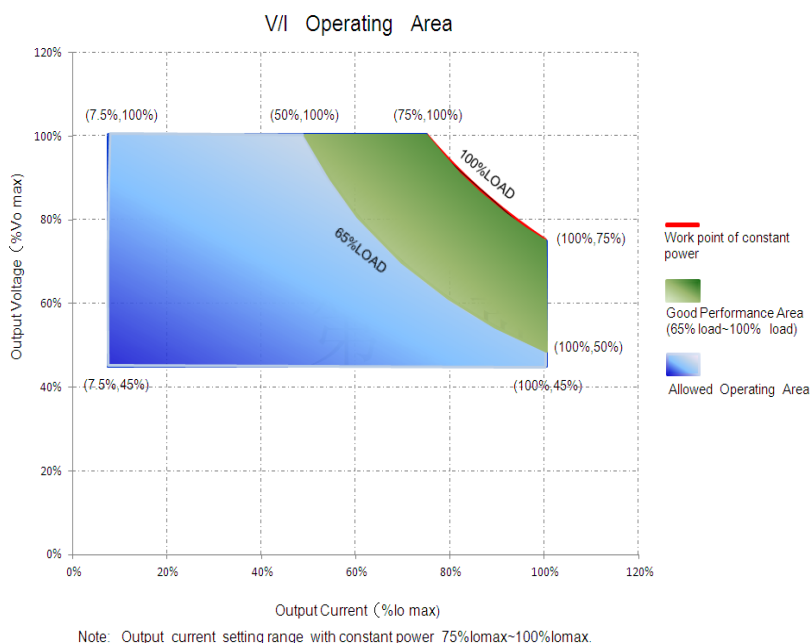 V/I Operating Area
120%
100%
80%
60%
40%
20%
0%
Output Voltage (%Vo max)
(7.5%,100%)
(50%,100%)
(75%,100%)
100%LOAD
65%LOAD
(100%,75%)
(100%,50%)
(7.5%,45%)
(100%,45%)
0%
20%
40%
60%
80%
100%
120%
Output Current (%Io max)
Work point of constant
power
Good Performance Area
(65% load~100% load)
Allowed Operating Area
Note: Output current setting range with constant power 75%Iomax~100%Iomax.